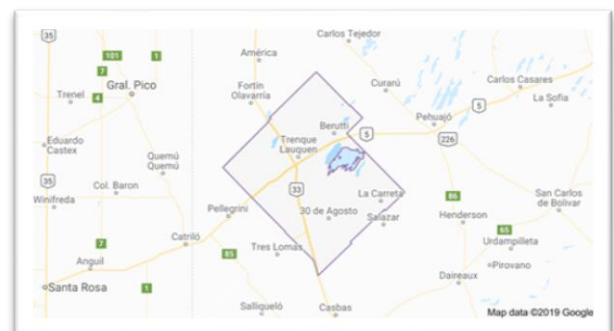 Carlos Tejedor
35
101
1
América
7
Gral. Pico
Fortín
Olavarría
Curarú
Carlos Casares
Trenel
4
5
La Sofia
Berutti
5
Pehuajó
Eduardo
Castex
Trenque
Lauquen
226
Quemú
Quemú
35
Col. Baron
33
La Carreta
86
San Carlos
de Bolivar
Winifreda
Pellegrini
30 de Agosto
Salazar
Henderson
65
Catriló
Urdampilleta
7
Tres Lomas
85
Anguil
Pirovano
Daireaux
Santa Rosa
1
Salliqueló
Casbas
Map data ©2019 Google